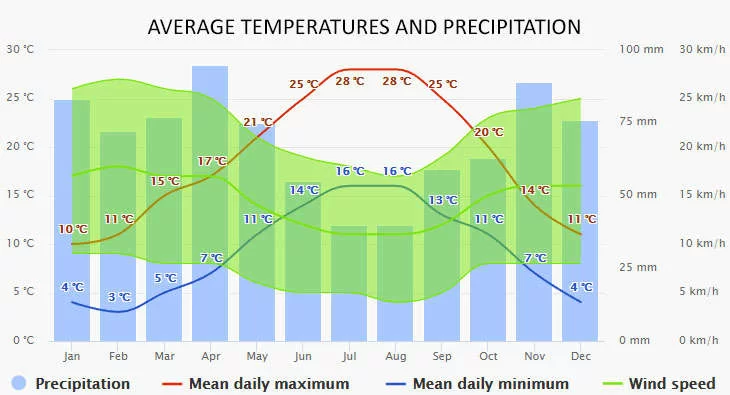 AVERAGE TEMPERATURES AND PRECIPITATION
30 °C 100 mm 30 km/h
28 °C 28 °C
25 °C 25 °C 25 °C 25 km/h
75 mm
21 °C
20 °C 20 °C 20 km/h
17 °C
16 °C 16 °C
15 °C 15 °C 14 °C 14 °C 50 mm 15 km/h
13 °C
11 °C 11 °C 11 °C 11 °C
10 °C 10 °C 10 km/h
7 °C 7 °C
25 mm
5 °C 5 °C 5 km/h
4 °C 3 °C 4 °C
0 °C 0 mm 0 km/h
Jan Feb Mar Apr May Jun Jul Aug Sep Oct Nov Dec
Precipitation Mean daily maximum Mean daily minimum Wind speed